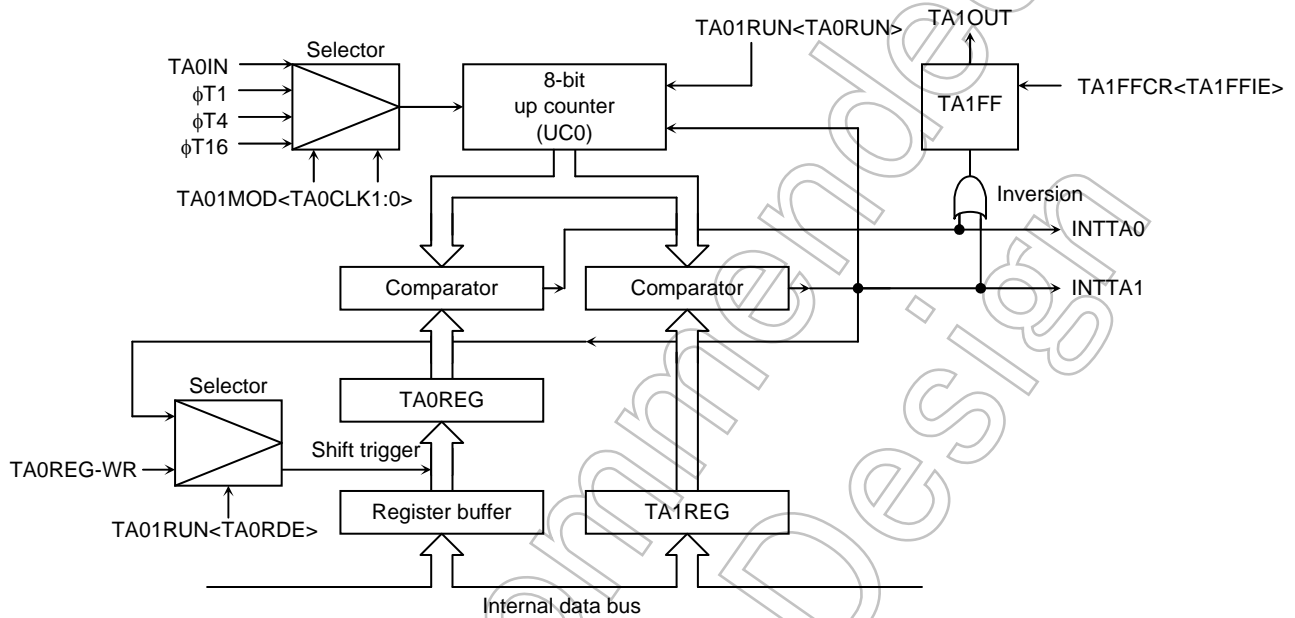 TA1OUT
TA01RUN<TA0RUN>
Selector
TA0IN
ϕT1
ϕT4
ϕT16
8-bit
up counter
(UC0)
TA1FF
TA1FFCR<TA1FFIE>
TA01MOD<TA0CLK1:0>
Inversion
INTTA0
Comparator
Comparator
INTTA1
Selector
TA0REG
Shift trigger
TA0REG-WR
Register buffer
TA1REG
TA01RUN<TA0RDE>
Internal data bus
ommended
Design